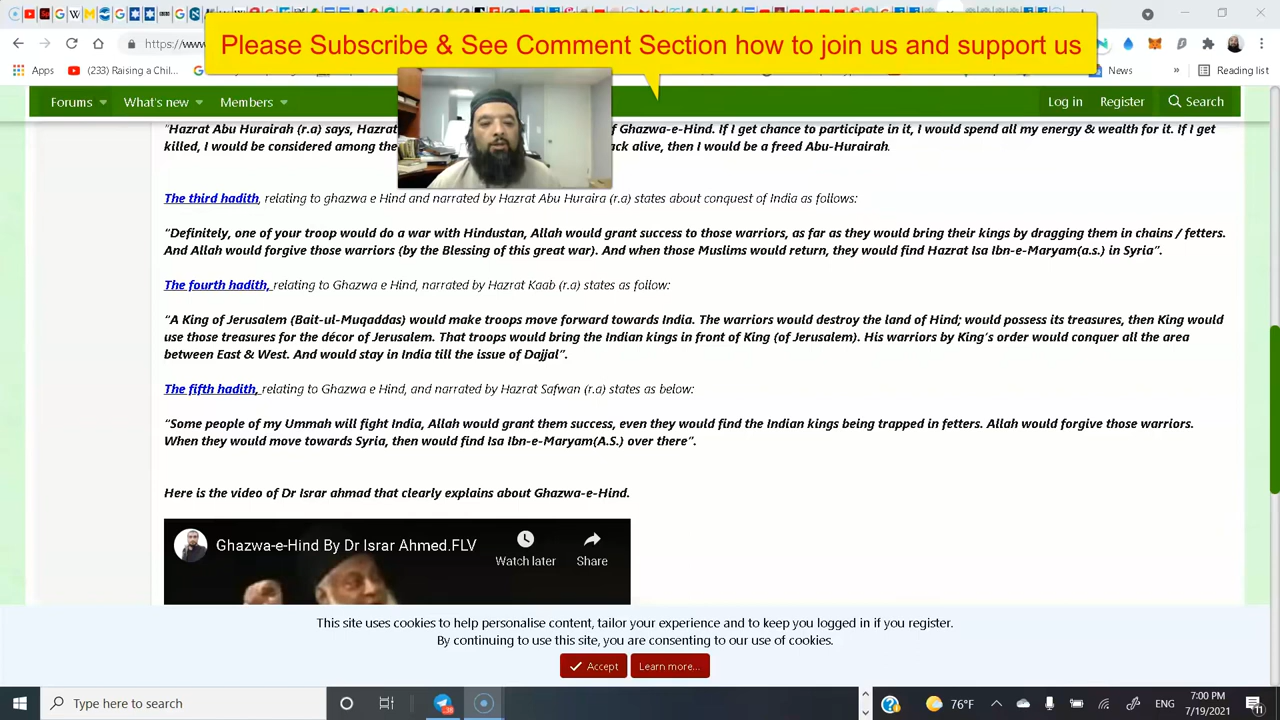 Please Subscribe & See Comment Section how to join us and support us
https://www.
Apps
(233) Raising a Chil...
News
»
Reading list
Forums
What's new
Members
Log in
Register
Search
"Hazrat Abu Hurairah (r.a) says, Hazrat f Ghazwa-e-Hind. If I get chance to participate in it, I would spend all my energy & wealth for it. If I get
killed, I would be considered among the ack alive, then I would be a freed Abu-Hurairah.
The third hadith, relating to ghazwa e Hind and narrated by Hazrat Abu Huraira (r.a) states about conquest of India as follows:
“Definitely, one of your troop would do a war with Hindustan, Allah would grant success to those warriors, as far as they would bring their kings by dragging them in chains / fetters.
And Allah would forgive those warriors (by the Blessing of this great war). And when those Muslims would return, they would find Hazrat Isa Ibn-e-Maryam(a.s.) in Syria”.
The fourth hadith, relating to Ghazwa e Hind, narrated by Hazrat Kaab (r.a) states as follow:
“A King of Jerusalem (Bait-ul-Muqaddas) would make troops move forward towards India. The warriors would destroy the land of Hind; would possess its treasures, then King would
use those treasures for the décor of Jerusalem. That troops would bring the Indian kings in front of King (of Jerusalem). His warriors by King’s order would conquer all the area
between East & West. And would stay in India till the issue of Dajjal”.
The fifth hadith, relating to Ghazwa e Hind, and narrated by Hazrat Safwan (r.a) states as below:
“Some people of my Ummah will fight India, Allah would grant them success, even they would find the Indian kings being trapped in fetters. Allah would forgive those warriors.
When they would move towards Syria, then would find Isa Ibn-e-Maryam(A.S.) over there”.
Here is the video of Dr Israr ahmad that clearly explains about Ghazwa-e-Hind.
Ghazwa-e-Hind By Dr Israr Ahmed.FLV
Watch later
Share
This site uses cookies to help personalise content, tailor your experience and to keep you logged in if you register.
By continuing to use this site, you are consenting to our use of cookies.
Accept
Learn more...
Type here to search
76°F
ENG
7:00 PM
7/19/2021